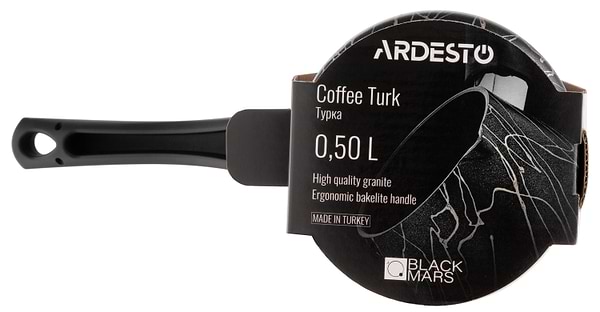 ARDESTO
Coffee Turk
Турка
0,50 L
High quality granite
Ergonomic bakelite handle
MADE IN TURKEY
BLACK
MARS